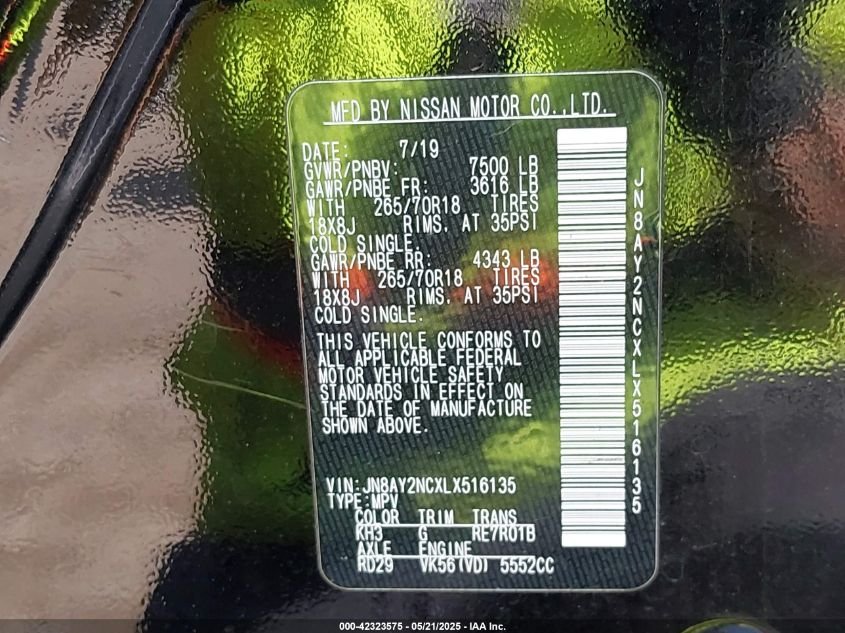 MFD BY NISSAN MOTOR CO.,LTD.
DATE: 7/19
GVWR/PNBV: 7500 LB
GAWR/PNBE FR: 3616 LB
WITH 265/70R18 TIRES
18X8J RIMS. AT 35PSI
COLD SINGLE.
GAWR/PNBE RR: 4343 LB
WITH 265/70R18 TIRES
18X8J RIMS. AT 35PSI
COLD SINGLE.
THIS VEHICLE CONFORMS TO
ALL APPLICABLE FEDERAL
MOTOR VEHICLE SAFETY
STANDARDS IN EFFECT ON
THE DATE OF MANUFACTURE
SHOWN ABOVE.
VIN:JN8AY2NCXLX516135
TYPE:MPV
COLOR TRIM TRANS
KH3 G RE7R01B
AXLE ENGINE
RD29 VK56(VD) 5552CC
JN8AY2NCXLX516135
000-42323575 - 05/21/2025 - IAA Inc.